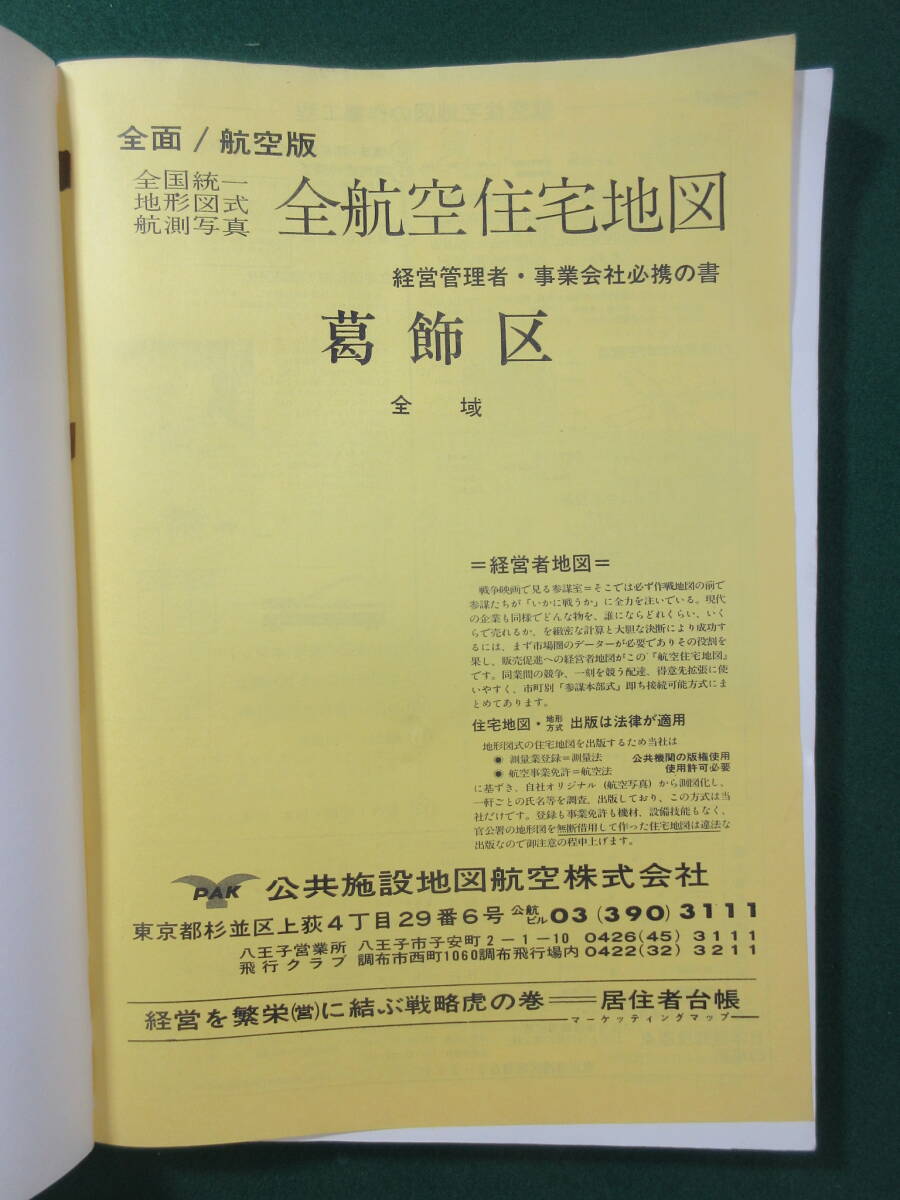 全面/航空版
全国統一
地形図式
航測写真
全航空住宅地図
経営管理者・事業会社必携の書
葛飾区
全 域
=経営者地図=
戦争映画で見る参謀室=そこでは必ず作戦地図の前で
参謀たちが「いかに戦うか」に全力を注いでいる。現代
の企業も同様でどんな物を、誰にならどれくらい、いく
らで売れるか、を緻密な計算と大胆な決断により成功す
るには、まず市場圏のデーターが必要でありその役割を
果し、販売促進への経営者地図がこの『航空住宅地図』
です。同業間の競争、一刻を競う配達、得意先拡張に使
いやすく、市町別『参謀本部式』即ち接続可能方式にま
とめてあります。
住宅地図・地形方式 出版は法律が適用
地形図式の住宅地図を出版するため当社は
◉ 測量業登録=測量法 公共機関の版権使用
◉ 航空事業免許=航空法 使用許可必要
に基ずき、自社オリジナル(航空写真)から測図化し、
一軒ごとの氏名等を調査、出版しており、この方式は当
社だけです。登録も事業免許も機材、設備技能もなく、
官公署の地形図を無断借用して作った住宅地図は違法な
出版なので御注意の程申上げます。
PAK 公共施設地図航空株式会社
東京都杉並区上荻4丁目29番6号 公航ビル 03(390)3111
八王子営業所 八王子市子安町2-1-10 0426(45)3111
飛行クラブ 調布市西町1060調布飛行場内 0422(32)3211
経営を繁栄(営)に結ぶ戦略虎の巻══居住者台帳
マーケッティングマップ